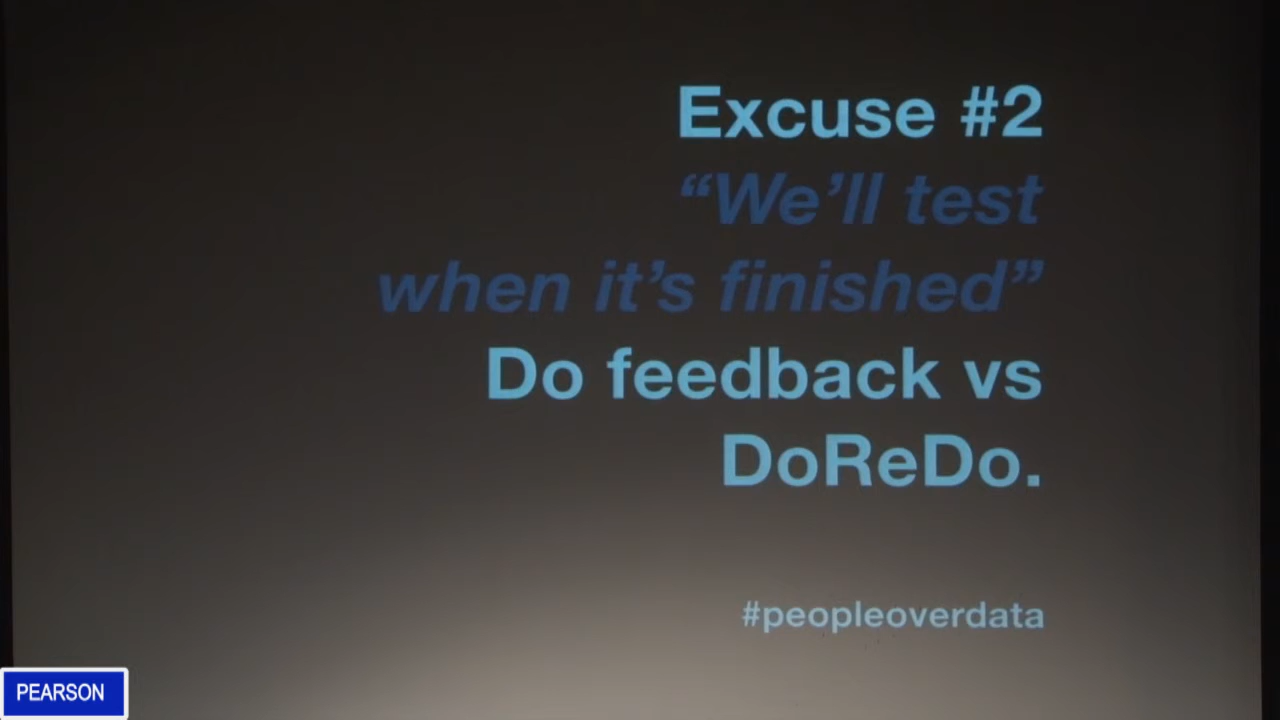 Excuse #2
“We’ll test
when it’s finished”
Do feedback vs
DoReDo.
#peopleoverdata
PEARSON